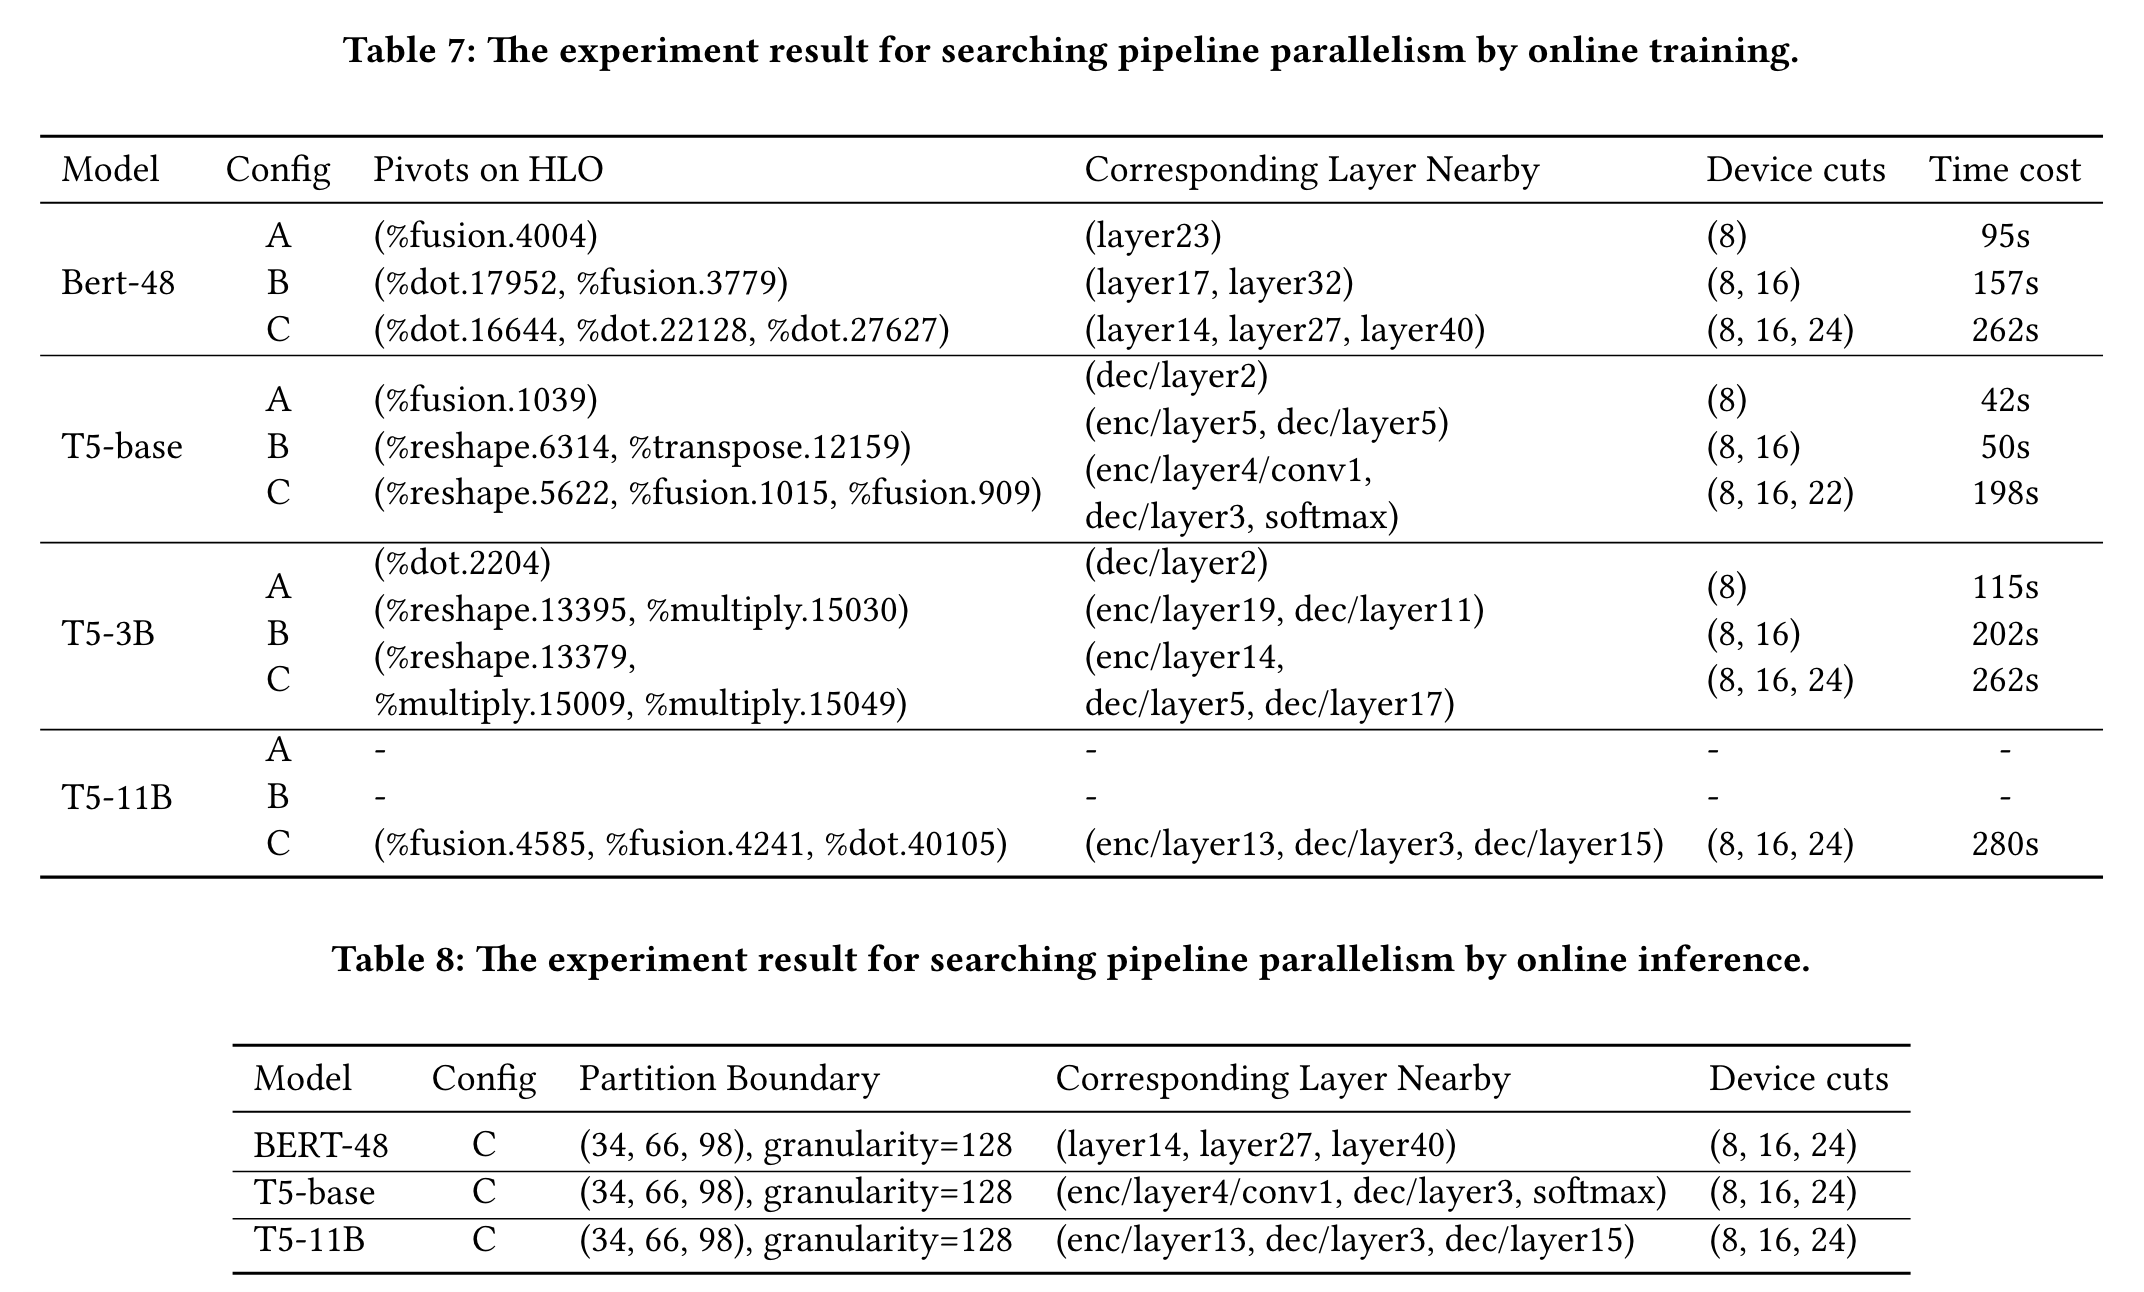 Table 7: The experiment result for searching pipeline parallelism by online training.
Model Config Pivots on HLO Corresponding Layer Nearby Device cuts Time cost
Bert-48
A (%fusion.4004) (layer23) (8) 95s
B (%dot.17952, %fusion.3779) (layer17, layer32) (8, 16) 157s
C (%dot.16644, %dot.22128, %dot.27627) (layer14, layer27, layer40) (8, 16, 24) 262s
T5-base
A (%fusion.1039) (dec/layer2) (8) 42s
B (%reshape.6314, %transpose.12159) (enc/layer5, dec/layer5) (8, 16) 50s
C (%reshape.5622, %fusion.1015, %fusion.909) (enc/layer4/conv1, (8, 16, 22) 198s
dec/layer3, softmax)
T5-3B
A (%dot.2204) (dec/layer2) (8) 115s
B (%reshape.13395, %multiply.15030) (enc/layer19, dec/layer11) (8, 16) 202s
C (%reshape.13379, (enc/layer14, (8, 16, 24) 262s
%multiply.15009, %multiply.15049) dec/layer5, dec/layer17)
T5-11B
A - - - -
B - - - -
C (%fusion.4585, %fusion.4241, %dot.40105) (enc/layer13, dec/layer3, dec/layer15) (8, 16, 24) 280s
Table 8: The experiment result for searching pipeline parallelism by online inference.
Model Config Partition Boundary Corresponding Layer Nearby Device cuts
BERT-48 C (34, 66, 98), granularity=128 (layer14, layer27, layer40) (8, 16, 24)
T5-base C (34, 66, 98), granularity=128 (enc/layer4/conv1, dec/layer3, softmax) (8, 16, 24)
T5-11B C (34, 66, 98), granularity=128 (enc/layer13, dec/layer3, dec/layer15) (8, 16, 24)